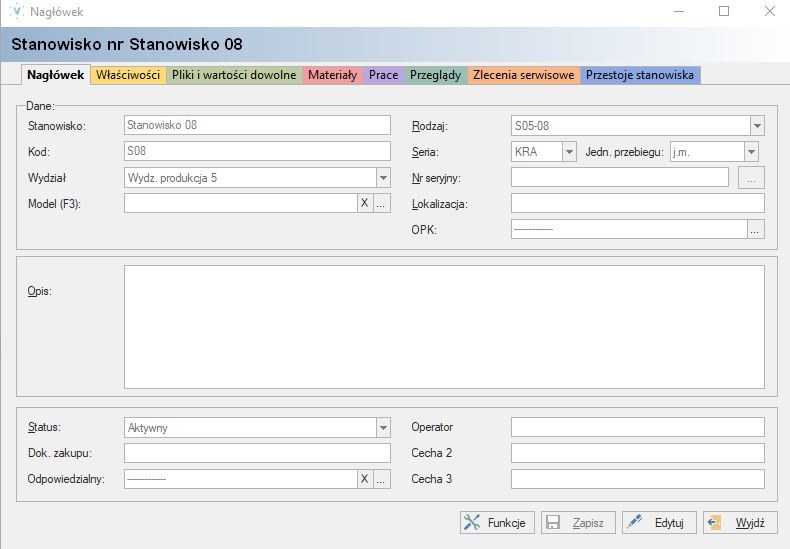 Nagłówek
Stanowisko nr Stanowisko 08
Nagłówek Właściwości Pliki i wartości dowolne Materiały Prace Przeglądy Zlecenia serwisowe Przestoje stanowiska
Dane:
Stanowisko: Stanowisko 08 Rodzaj: S05-08
Kod: S08 Seria: KRA Jedn. przebiegu: j.m.
Wydział Wydz. produkcja 5 Nr seryjny: ...
Model (F3): X ... Lokalizacja:
OPK: ------------- ...
Opis:
Status: Aktywny Operator
Dok. zakupu: Cecha 2
Odpowiedzialny: ------------- X ... Cecha 3
Funkcje Zapisz Edytuj Wyjdź